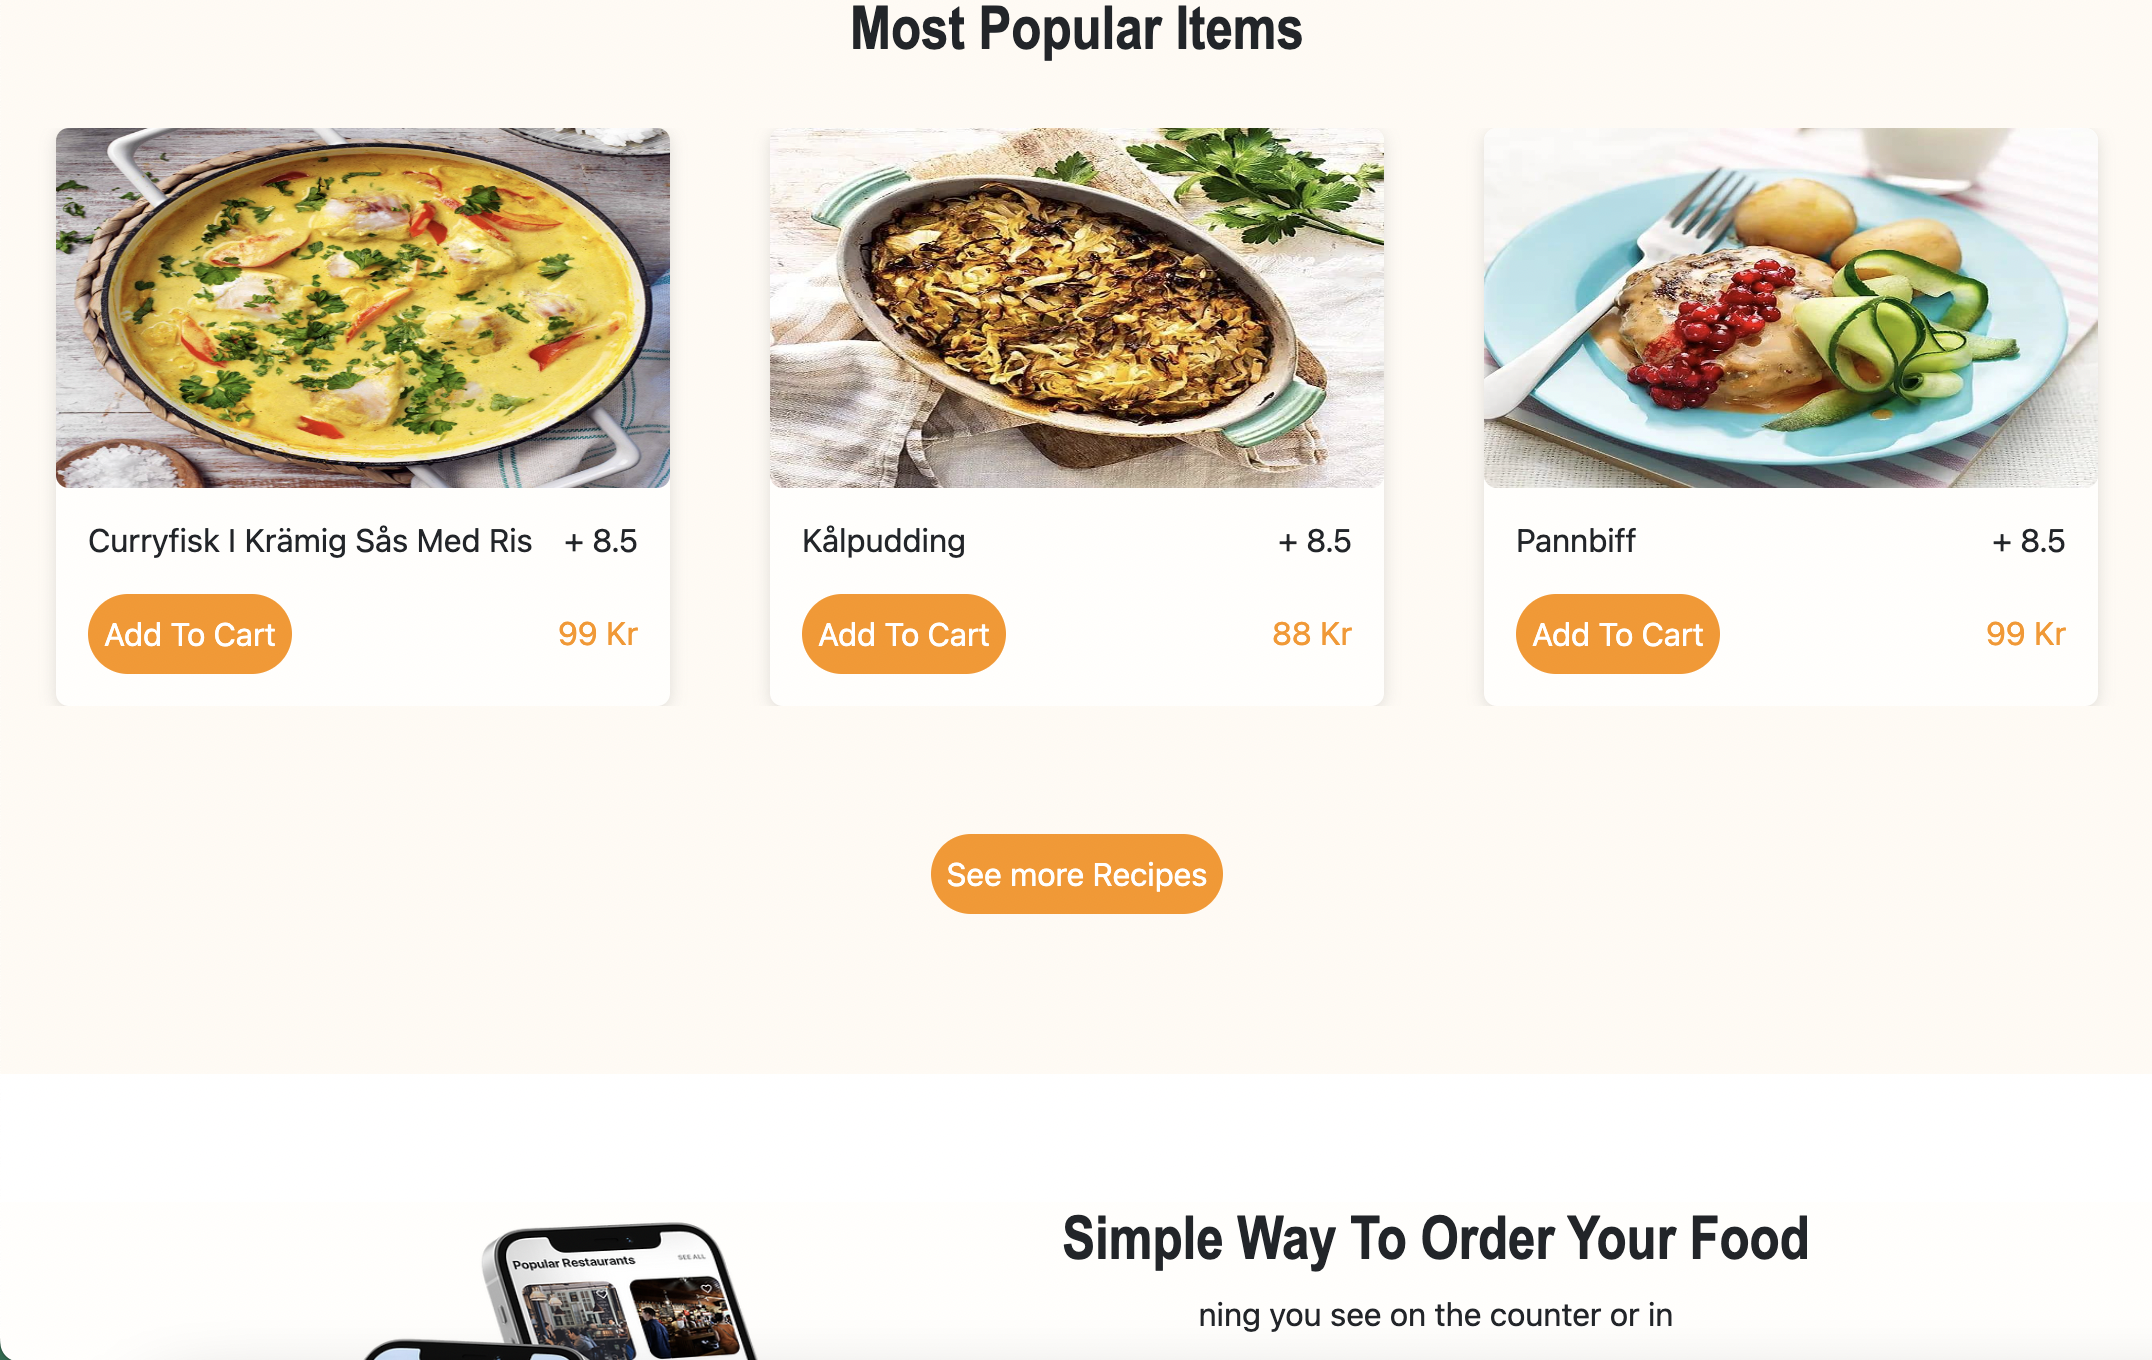 Most Popular Items
Curryfisk I Krämig Sås Med Ris + 8.5
Add To Cart 99 Kr
Kålpudding + 8.5
Add To Cart 88 Kr
Pannbiff + 8.5
Add To Cart 99 Kr
See more Recipes
Popular Restaurants SEE ALL
Simple Way To Order Your Food
ning you see on the counter or in